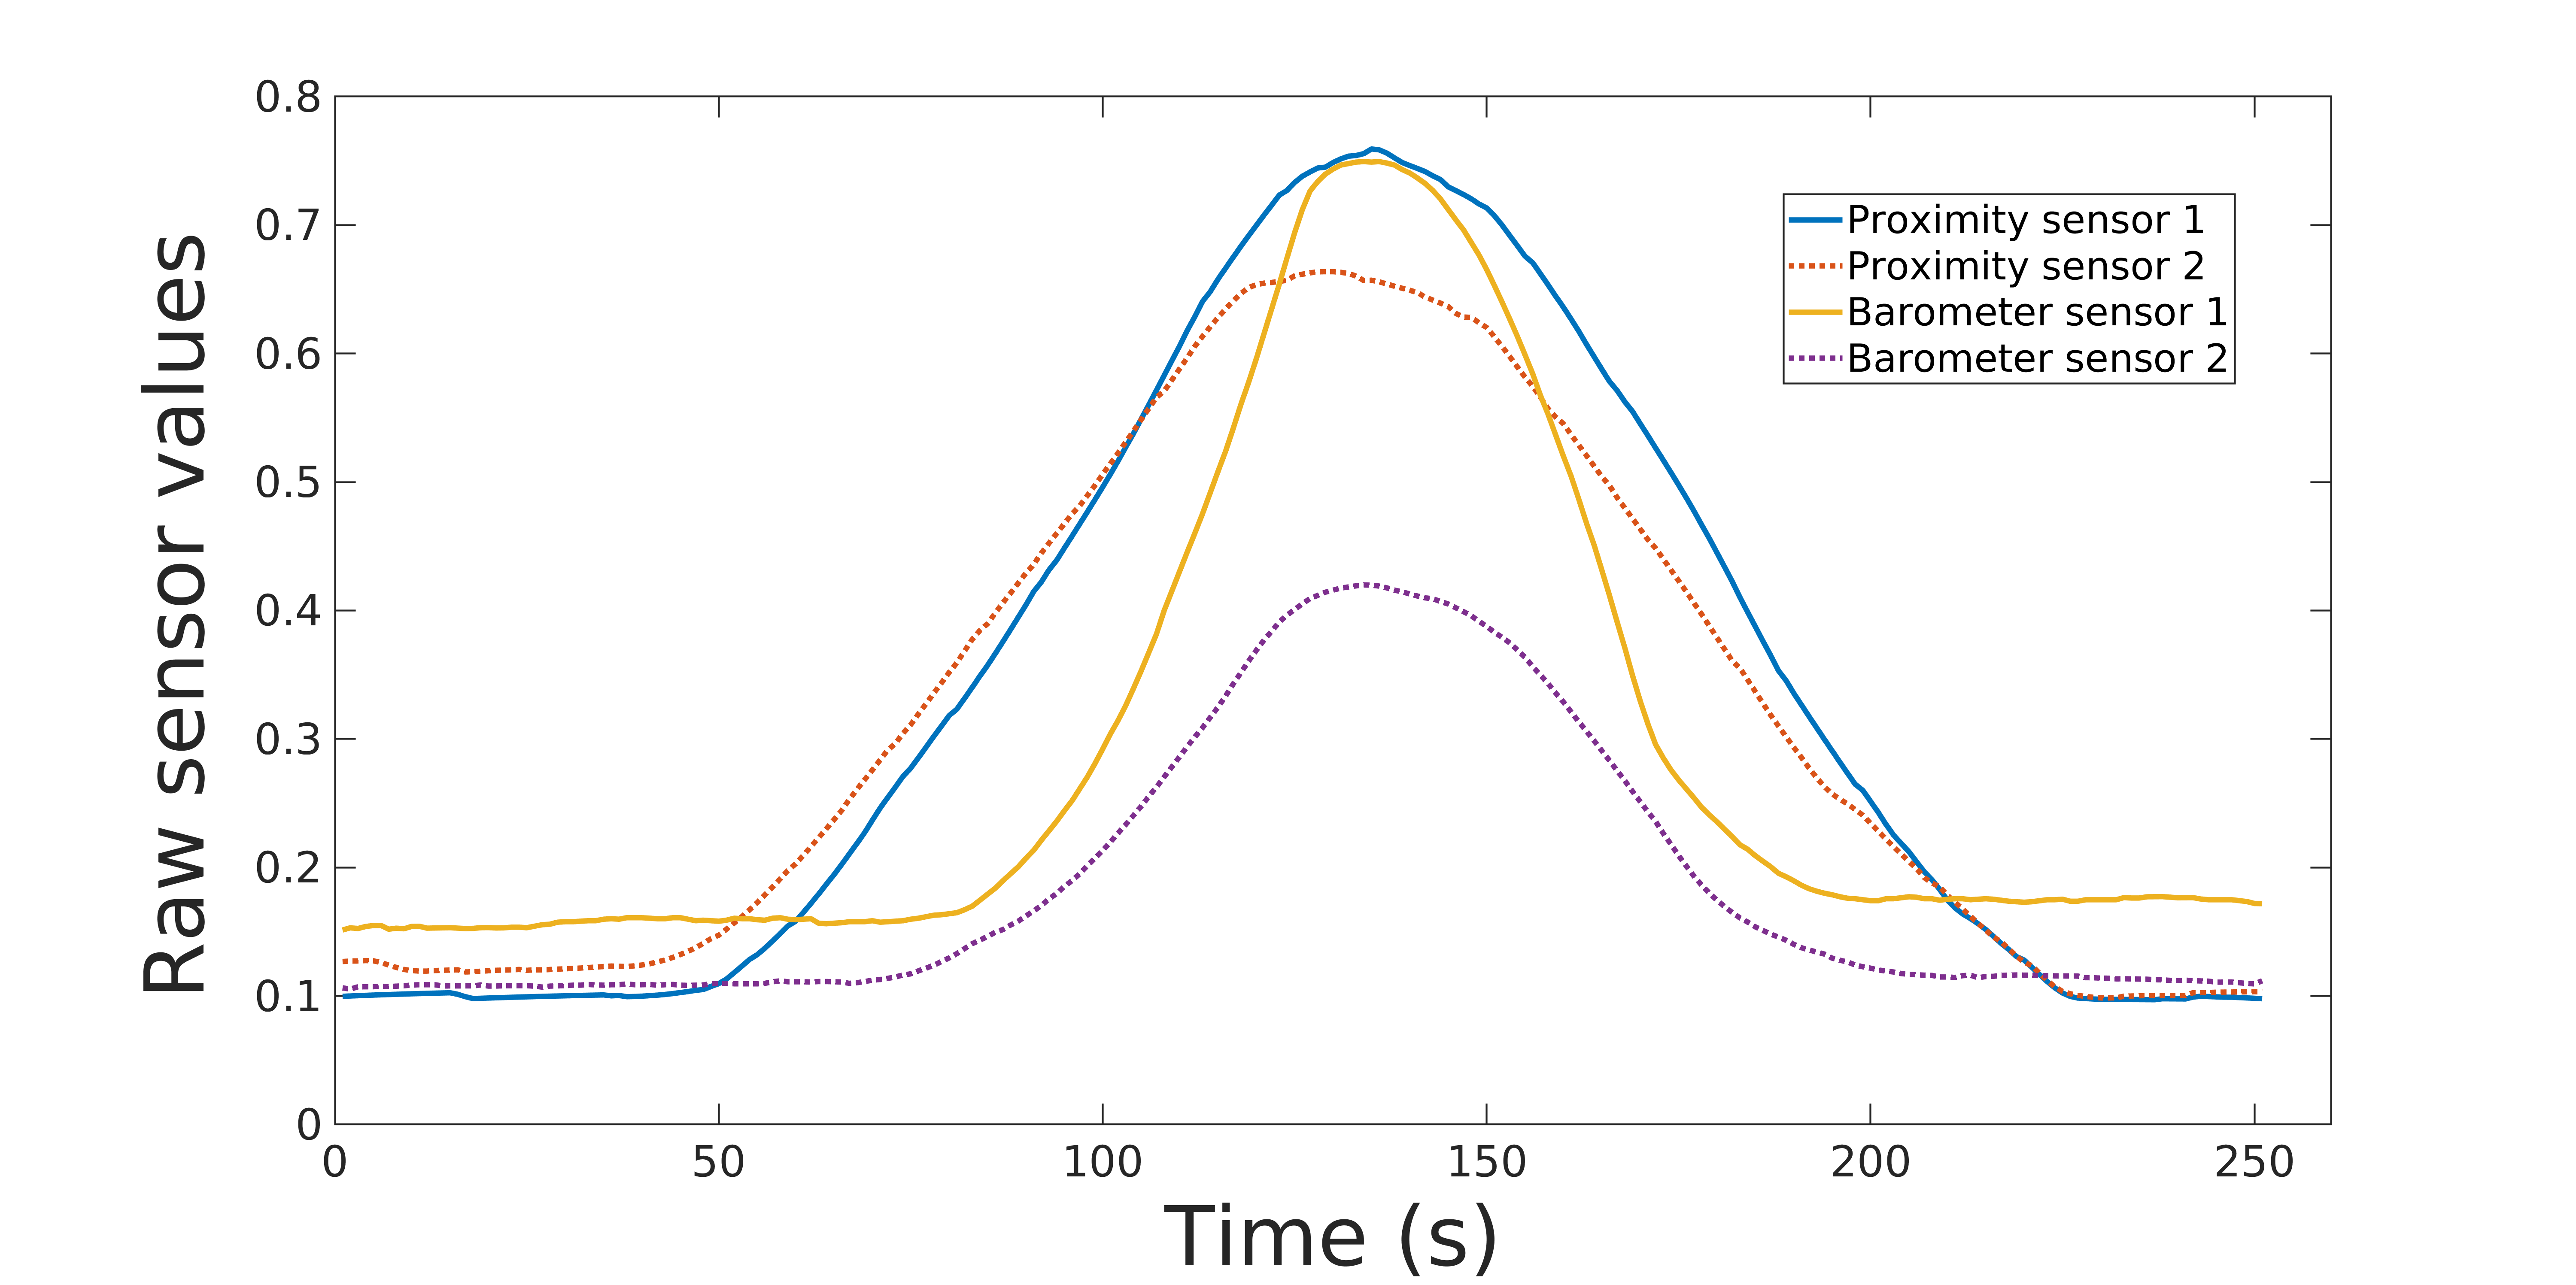 Raw sensor values
0.8
0.7
0.6
0.5
0.4
0.3
0.2
0.1
0
Proximity sensor 1
Proximity sensor 2
Barometer sensor 1
Barometer sensor 2
0 50 100 150 200 250
Time (s)